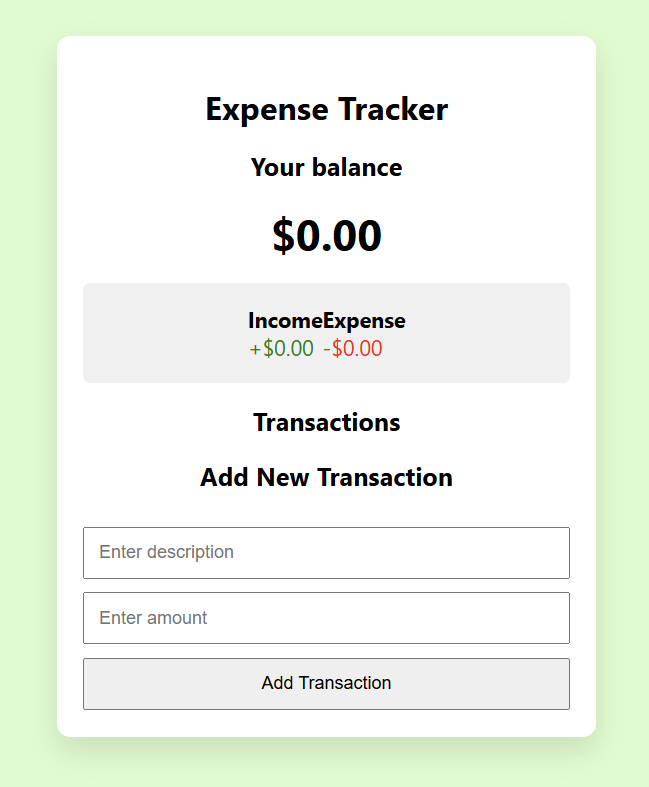 Expense Tracker
Your balance
$0.00
IncomeExpense
+$0.00 -$0.00
Transactions
Add New Transaction
Enter description
Enter amount
Add Transaction